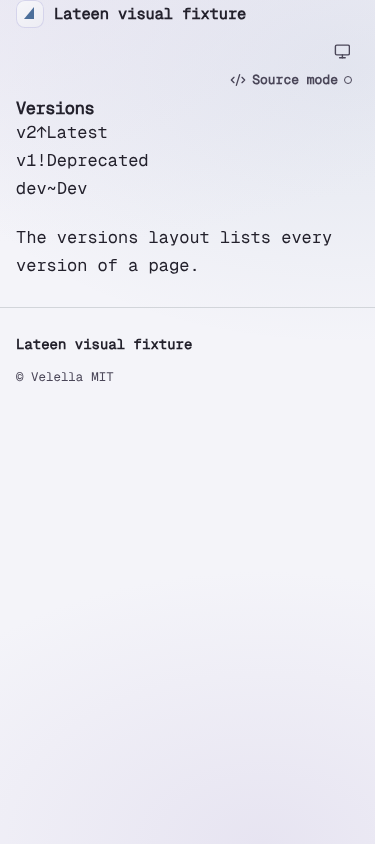 Lateen visual fixture
</> Source mode ○
Versions
v2↑Latest
v1!Deprecated
dev~Dev
The versions layout lists every
version of a page.
Lateen visual fixture
© Velella MIT